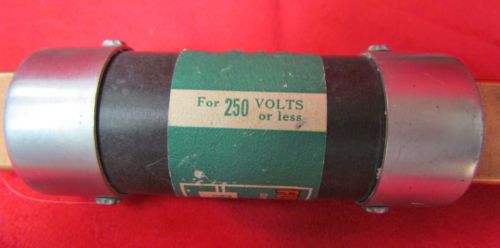 For 250 VOLTS
or less